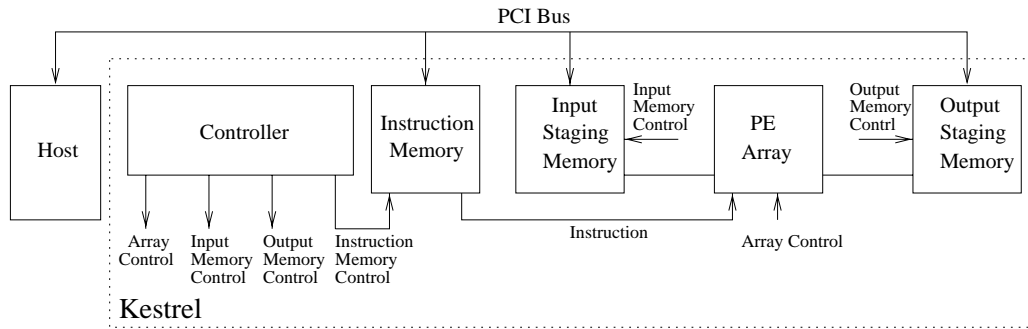 PCI Bus
Host
Controller
Instruction
Memory
Input
Staging
Memory
Input
Memory
Control
PE
Array
Output
Memory
Contrl
Output
Staging
Memory
Array
Control
Input
Memory
Control
Output
Memory
Control
Instruction
Memory
Control
Instruction
Array Control
Kestrel